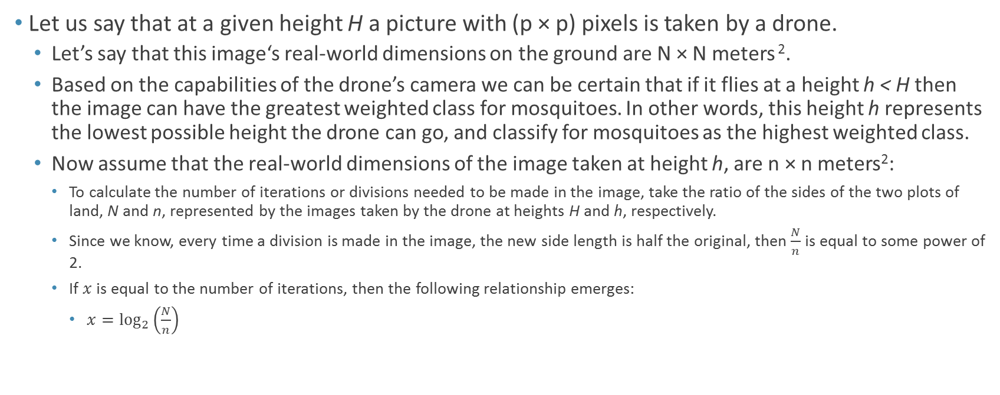 • Let us say that at a given height H a picture with (p × p) pixels is taken by a drone.
• Let’s say that this image‘s real-world dimensions on the ground are N × N meters².
• Based on the capabilities of the drone’s camera we can be certain that if it flies at a height h < H then
the image can have the greatest weighted class for mosquitoes. In other words, this height h represents
the lowest possible height the drone can go, and classify for mosquitoes as the highest weighted class.
• Now assume that the real-world dimensions of the image taken at height h, are n × n meters²:
• To calculate the number of iterations or divisions needed to be made in the image, take the ratio of the sides of the two plots of
land, N and n, represented by the images taken by the drone at heights H and h, respectively.
• Since we know, every time a division is made in the image, the new side length is half the original, then N/n is equal to some power of
2.
• If x is equal to the number of iterations, then the following relationship emerges:
• x = log₂ (N/n)